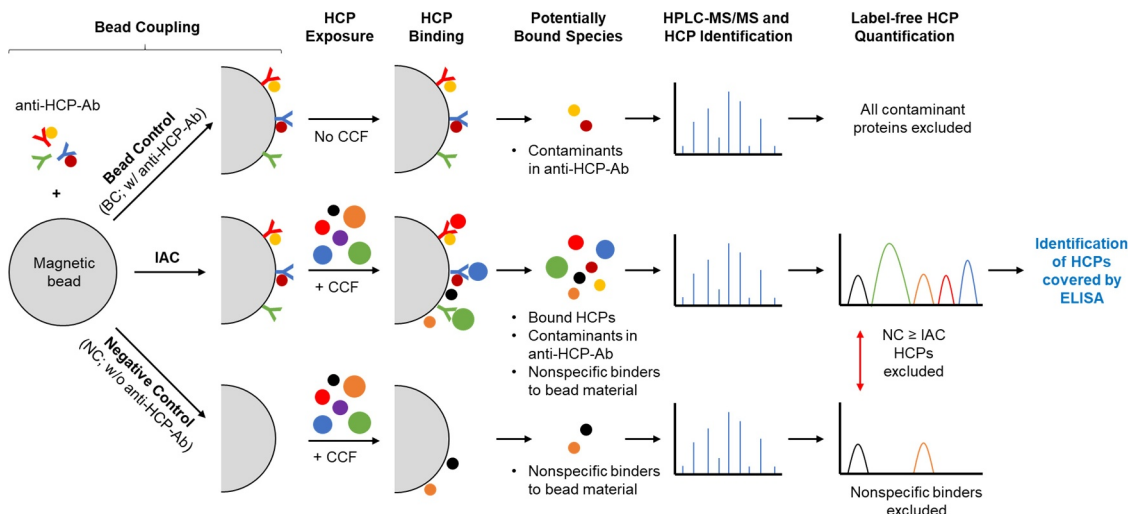 Bead Coupling
HCP
Exposure
HCP
Binding
Potentially
Bound Species
HPLC-MS/MS and
HCP Identification
Label-free HCP
Quantification
anti-HCP-Ab
+
Magnetic
bead
Bead Control
(BC; w/ anti-HCP-Ab)
No CCF
• Contaminants
in anti-HCP-Ab
All contaminant
proteins excluded
IAC
+ CCF
• Bound HCPs
• Contaminants in
anti-HCP-Ab
• Nonspecific binders
to bead material
Identification
of HCPs
covered by
ELISA
NC ≥ IAC
HCPs
excluded
Negative Control
(NC; w/o anti-HCP-Ab)
+ CCF
• Nonspecific binders
to bead material
Nonspecific binders
excluded